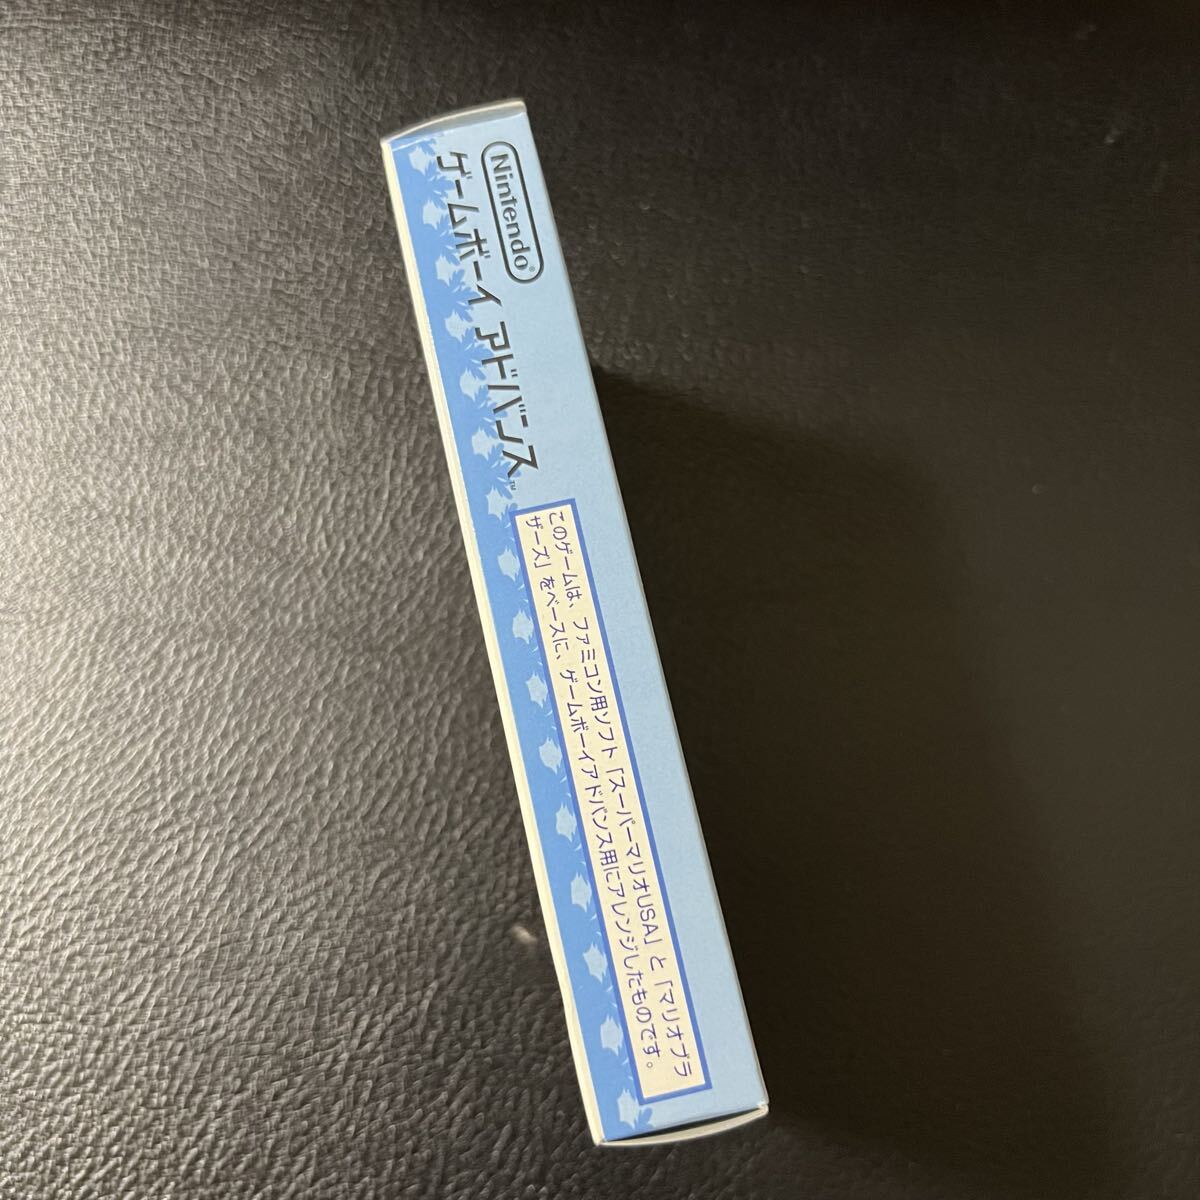 Nintendo®
ゲームボーイ アドバンス™
このゲームは、ファミコン用ソフト「スーパーマリオUSA」と「マリオブラ
ザーズ」をベースに、ゲームボーイアドバンス用にアレンジしたものです。